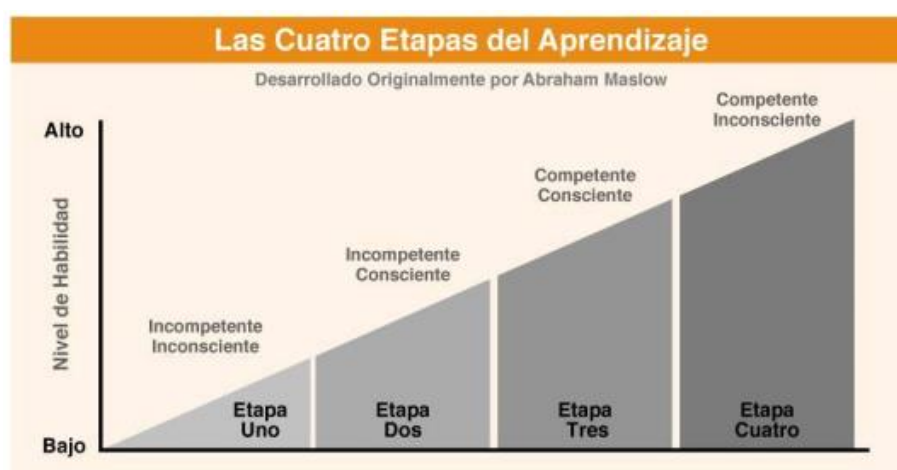 Las Cuatro Etapas del Aprendizaje
Desarrollado Originalmente por Abraham Maslow
Alto
Nivel de Habilidad
Bajo
Incompetente
Inconsciente
Etapa
Uno
Incompetente
Consciente
Etapa
Dos
Competente
Consciente
Etapa
Tres
Competente
Inconsciente
Etapa
Cuatro